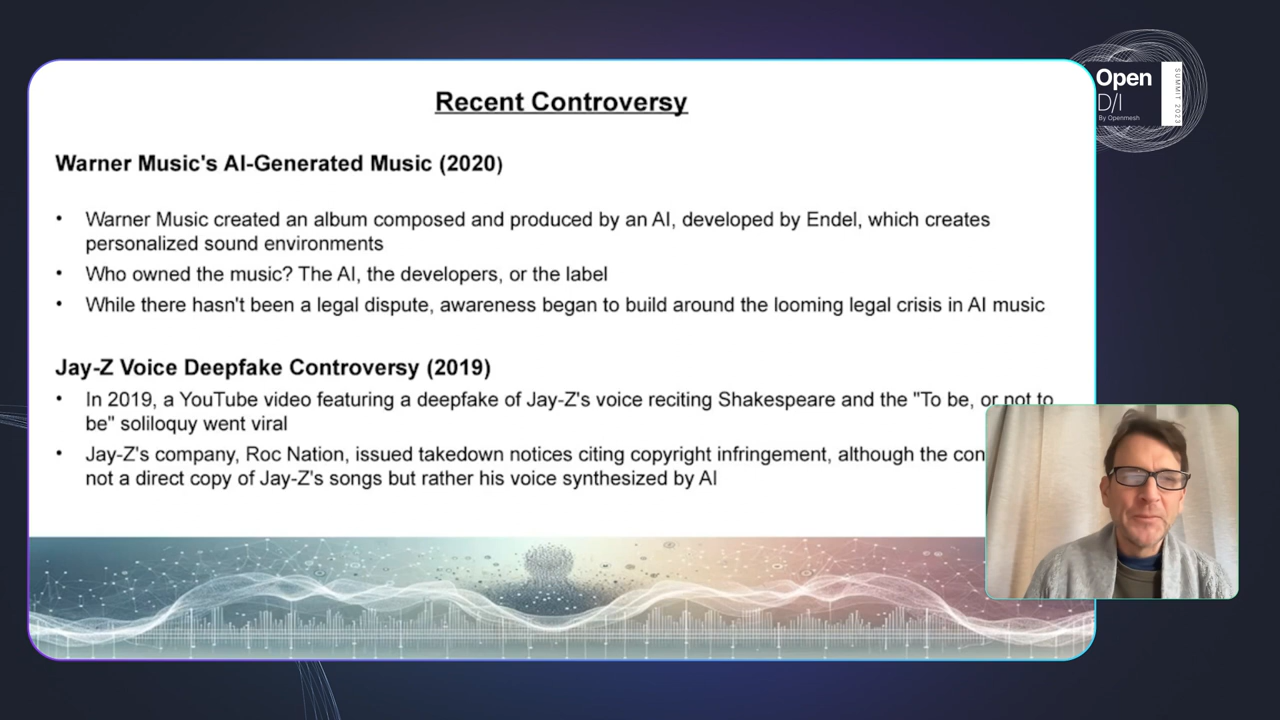 Recent Controversy
Warner Music's AI-Generated Music (2020)
• Warner Music created an album composed and produced by an AI, developed by Endel, which creates
personalized sound environments
• Who owned the music? The AI, the developers, or the label
• While there hasn't been a legal dispute, awareness began to build around the looming legal crisis in AI music
Jay-Z Voice Deepfake Controversy (2019)
• In 2019, a YouTube video featuring a deepfake of Jay-Z's voice reciting Shakespeare and the "To be, or not to
be" soliloquy went viral
• Jay-Z's company, Roc Nation, issued takedown notices citing copyright infringement, although the con
not a direct copy of Jay-Z's songs but rather his voice synthesized by AI
Open
D/I
By Openmesh
SUMMIT 2023